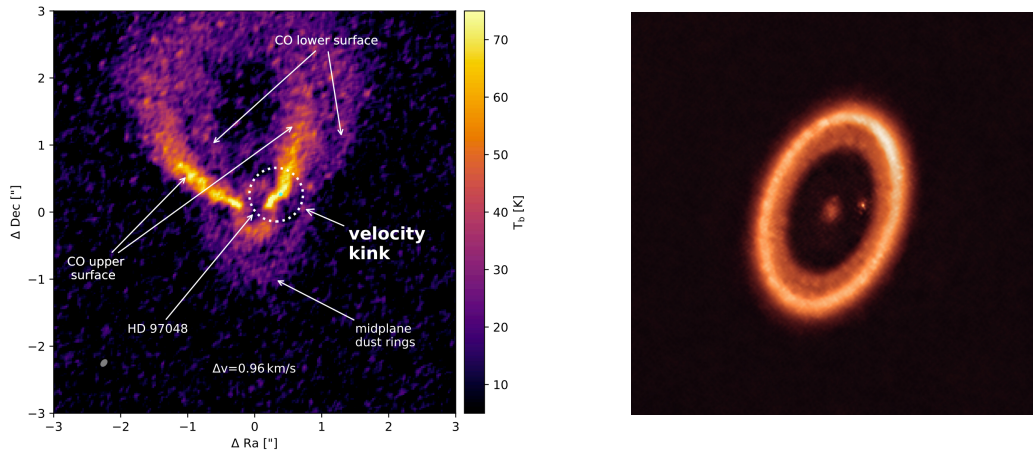 CO lower surface
velocity
kink
CO upper
surface
HD 97048
midplane
dust rings
Δv=0.96 km/s
3
2
1
0
−1
−2
−3
Δ Dec ["]
−3
−2
−1
0
1
2
3
Δ Ra ["]
70
60
50
40
30
20
10
T_b [K]